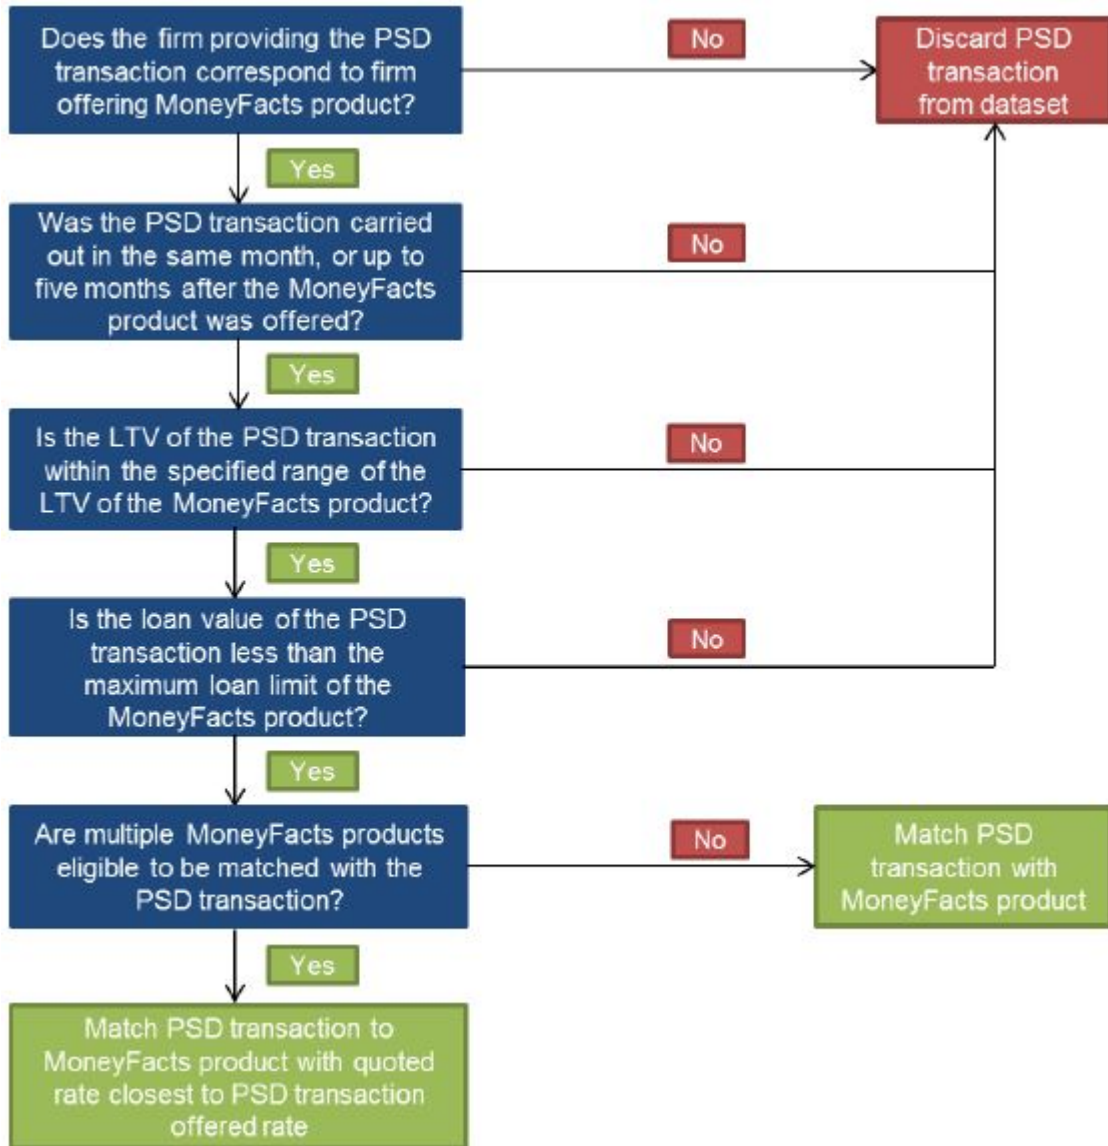 Does the firm providing the PSD
transaction correspond to firm
offering MoneyFacts product?
No
Discard PSD
transaction
from dataset
Yes
Was the PSD transaction carried
out in the same month, or up to
five months after the MoneyFacts
product was offered?
No
Yes
Is the LTV of the PSD transaction
within the specified range of the
LTV of the MoneyFacts product?
No
Yes
Is the loan value of the PSD
transaction less than the
maximum loan limit of the
MoneyFacts product?
No
Yes
Are multiple MoneyFacts products
eligible to be matched with the
PSD transaction?
No
Match PSD
transaction with
MoneyFacts product
Yes
Match PSD transaction to
MoneyFacts product with quoted
rate closest to PSD transaction
offered rate